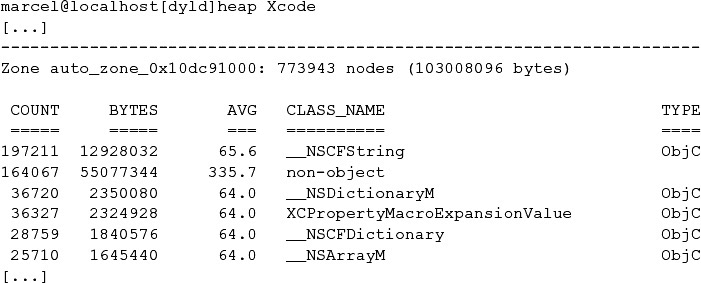 marcel@localhost[dyld]heap Xcode
[...]
----------------------------------------------------------------------
Zone auto_zone_0x10dc91000: 773943 nodes (103008096 bytes)
COUNT BYTES AVG CLASS_NAME TYPE
===== ===== === ========== ====
197211 12928032 65.6 __NSCFString ObjC
164067 55077344 335.7 non-object
36720 2350080 64.0 __NSDictionaryM ObjC
36327 2324928 64.0 XCPropertyMacroExpansionValue ObjC
28759 1840576 64.0 __NSCFDictionary ObjC
25710 1645440 64.0 __NSArrayM ObjC
[...]